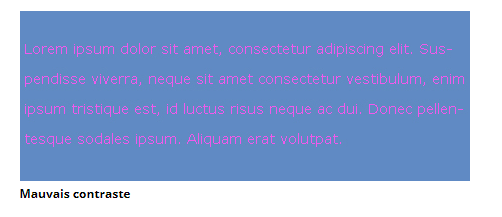 Lorem ipsum dolor sit amet, consectetur adipiscing elit. Sus-
pendisse viverra, neque sit amet consectetur vestibulum, enim
ipsum tristique est, id luctus risus neque ac dui. Donec pellen-
tesque sodales ipsum. Aliquam erat volutpat.
Mauvais contraste